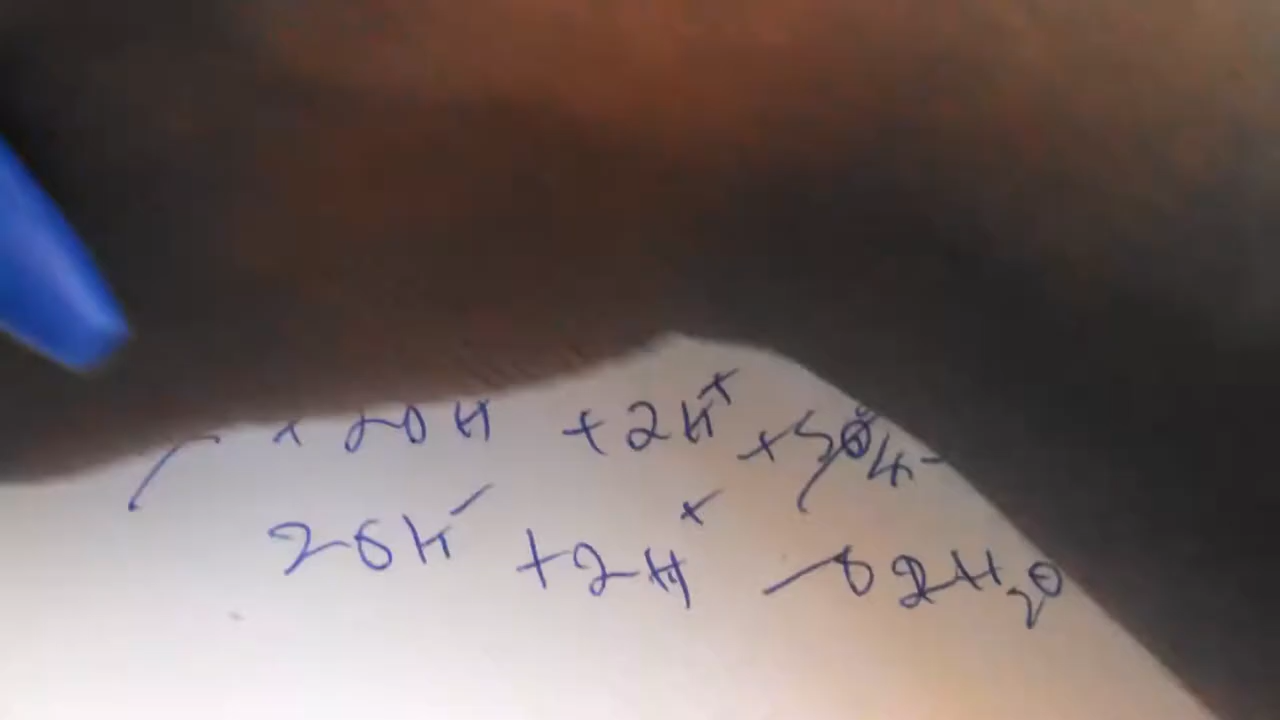 + 2OH + 2H⁺ + SO₄²⁻
2OH⁻ + 2H⁺ → 2H₂O